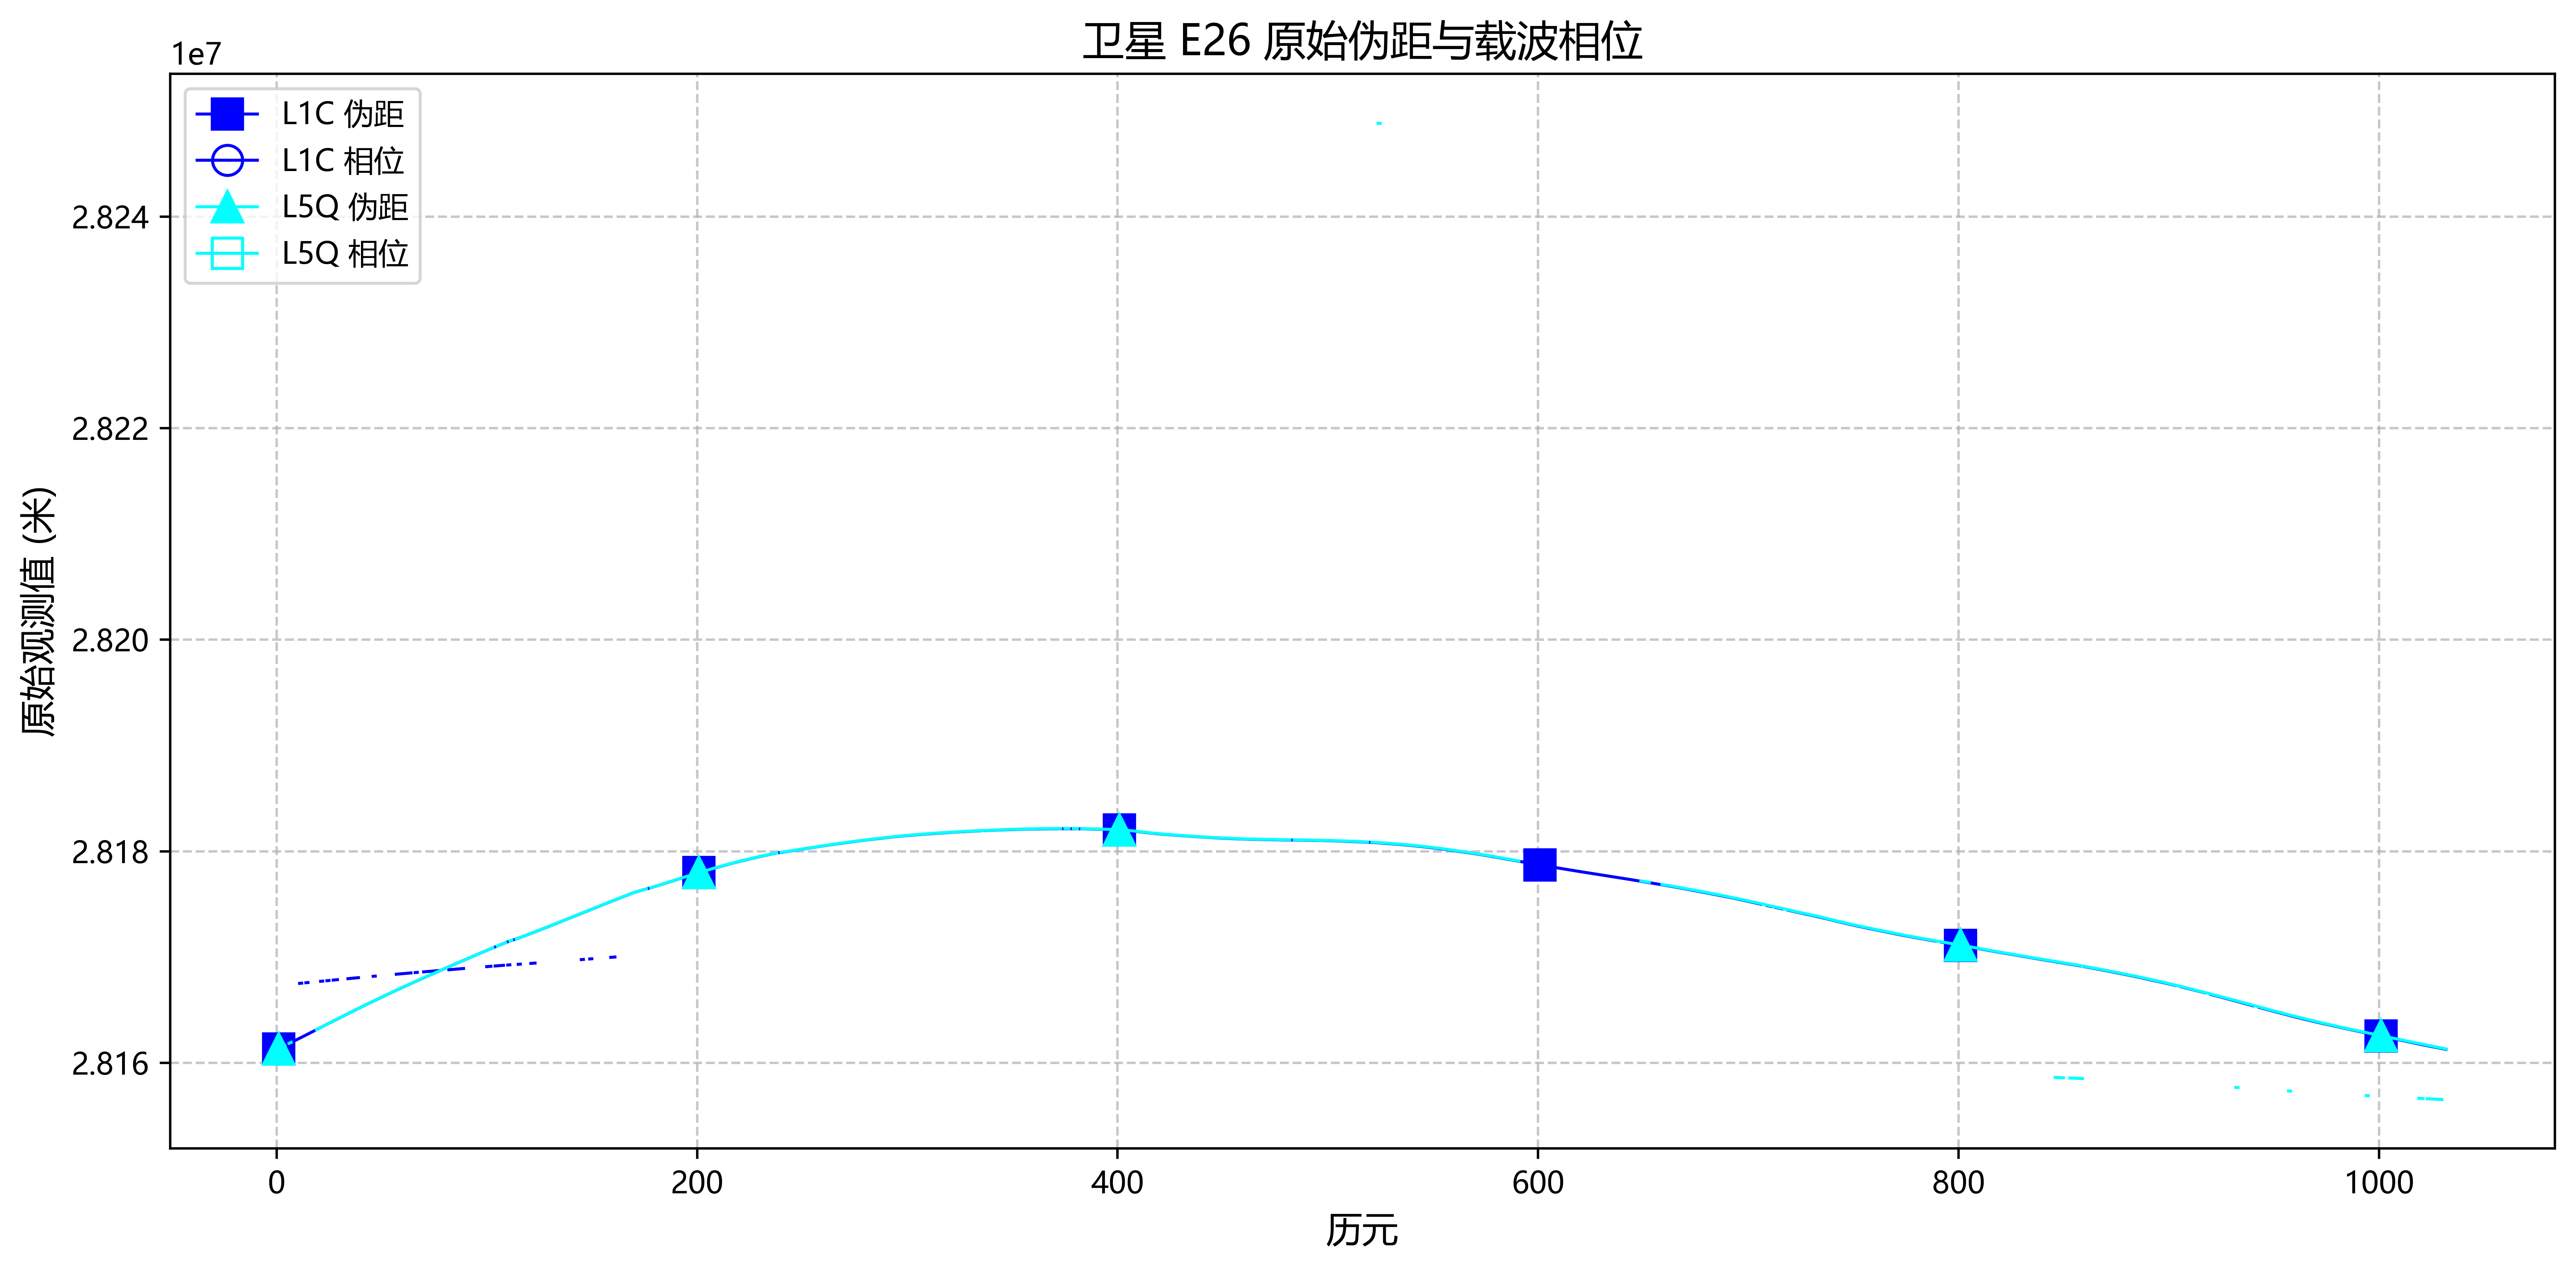 卫星 E26 原始伪距与载波相位
1e7
L1C 伪距
L1C 相位
L5Q 伪距
L5Q 相位
2.824
2.822
2.820
2.818
2.816
原始观测值 (米)
0 200 400 600 800 1000
历元